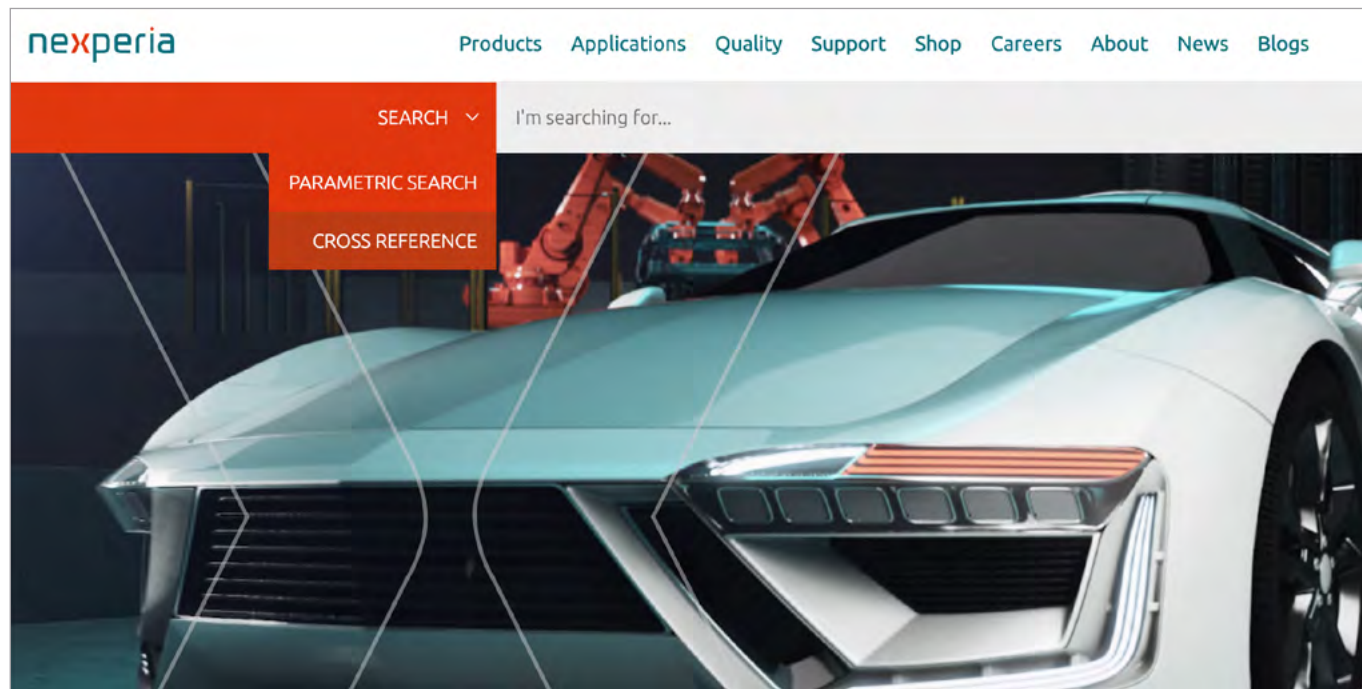 nexperia
Products Applications Quality Support Shop Careers About News Blogs
SEARCH
I'm searching for...
PARAMETRIC SEARCH
CROSS REFERENCE